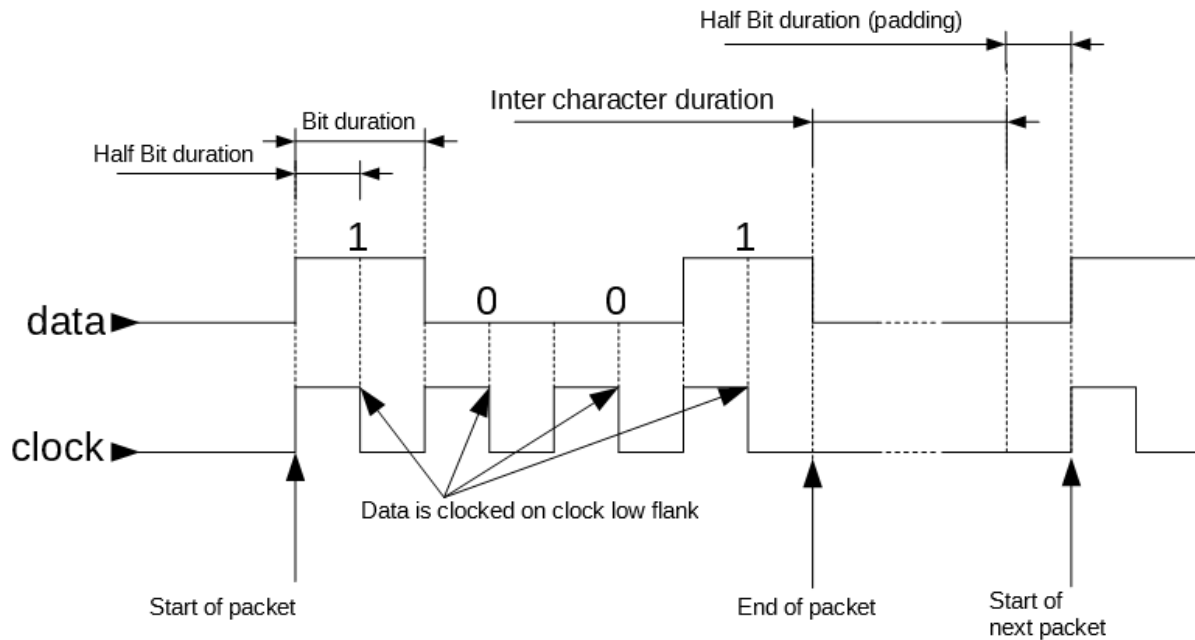 Half Bit duration (padding)
Inter character duration
Bit duration
Half Bit duration
1
1
0
0
data
clock
Data is clocked on clock low flank
Start of packet
End of packet
Start of
next packet